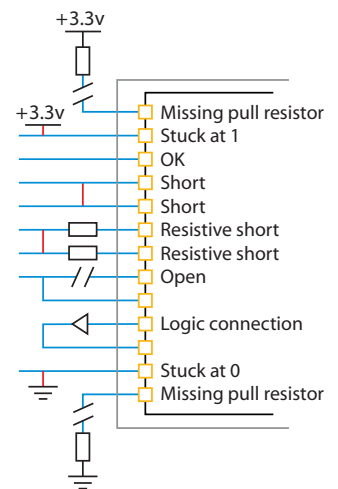 +3.3v
+3.3v
Missing pull resistor
Stuck at 1
OK
Short
Short
Resistive short
Resistive short
Open
Logic connection
Stuck at 0
Missing pull resistor